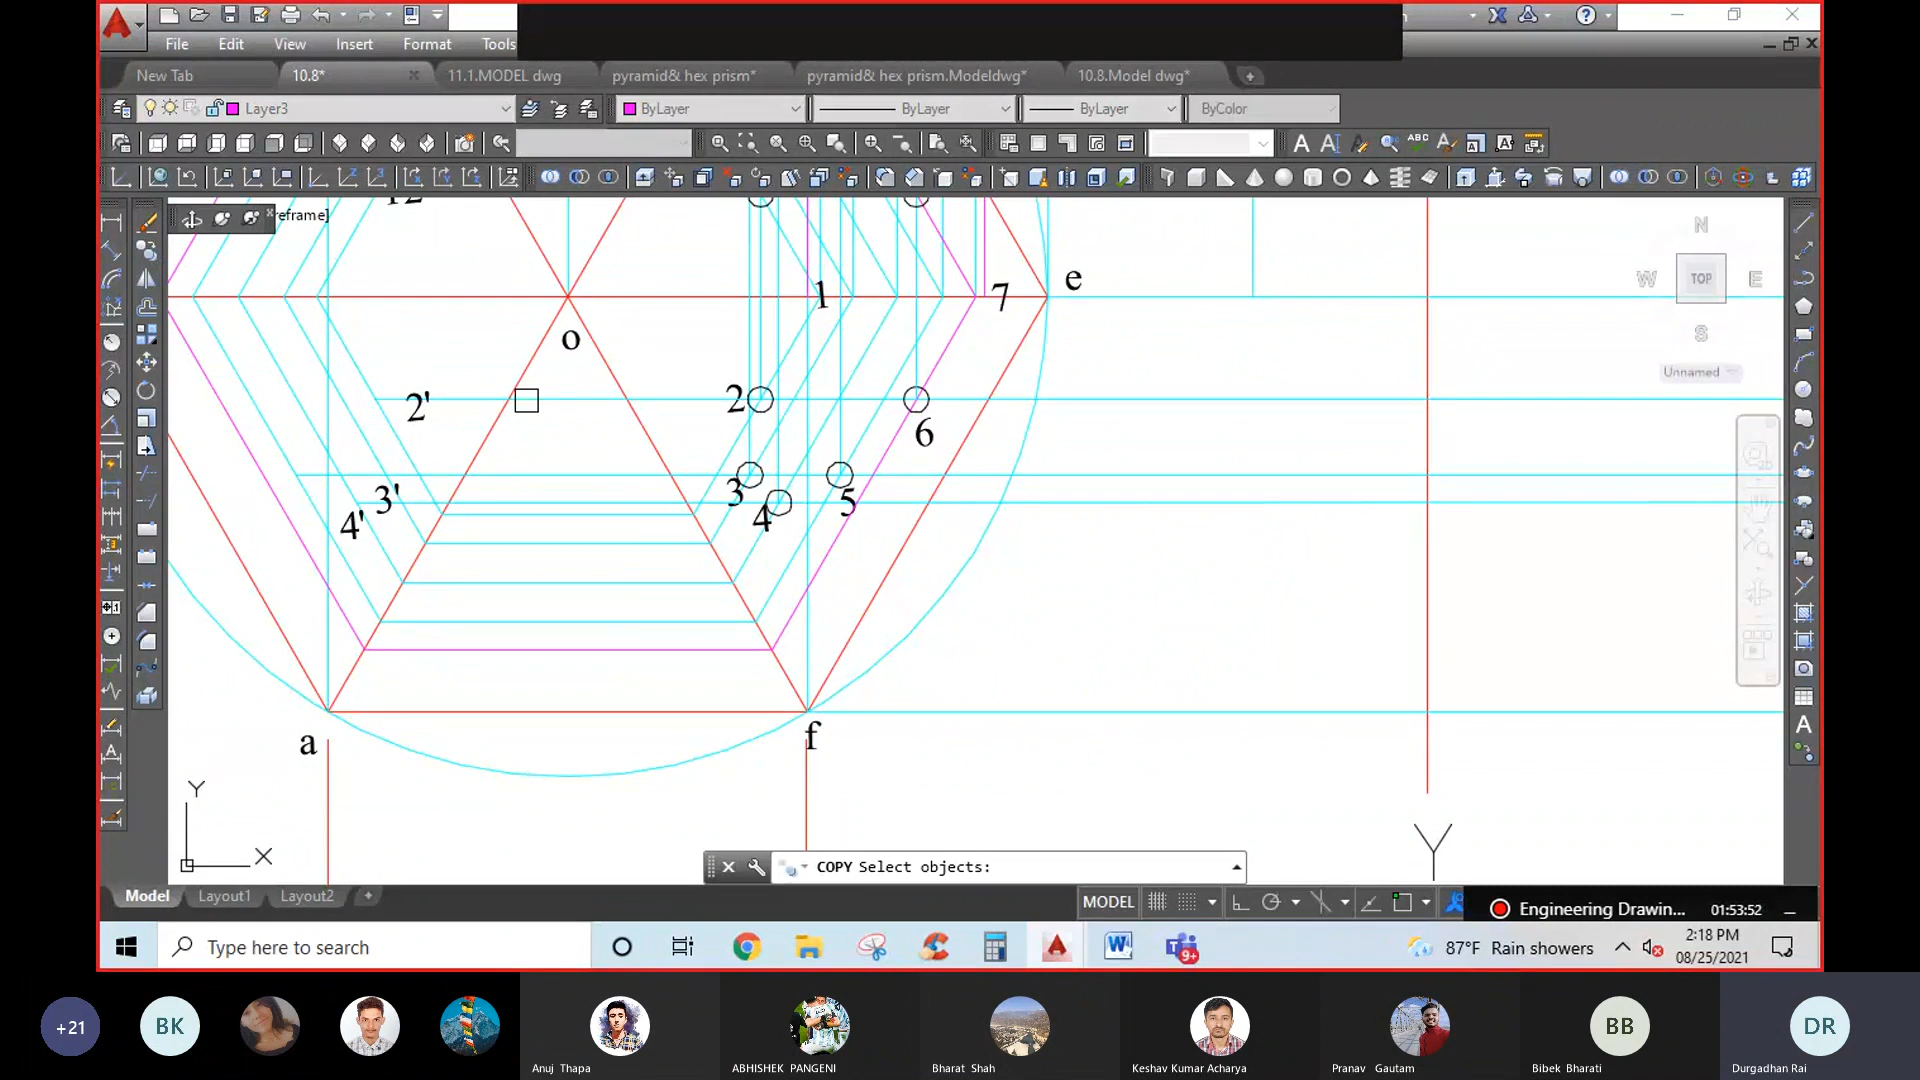 File Edit View Insert Format Tools
New Tab 10.8* 11.1.MODEL dwg pyramid& hex prism* pyramid& hex prism.Modeldwg* 10.8.Model dwg*
Layer3 ByLayer ByLayer ByLayer ByColor
eframe]
N
W TOP E
S
Unnamed
1
7
e
o
2'
2
6
3'
3
5
4'
4
a
f
Y
X
Y
COPY Select objects:
Model Layout1 Layout2 +
MODEL
Engineering Drawin... 01:53:52
Type here to search
9+
87°F Rain showers
2:18 PM
08/25/2021
+21 BK BB DR
Anuj Thapa ABHISHEK PANGENI Bharat Shah Keshav Kumar Acharya Pranav Gautam Bibek Bharati Durgadhan Rai